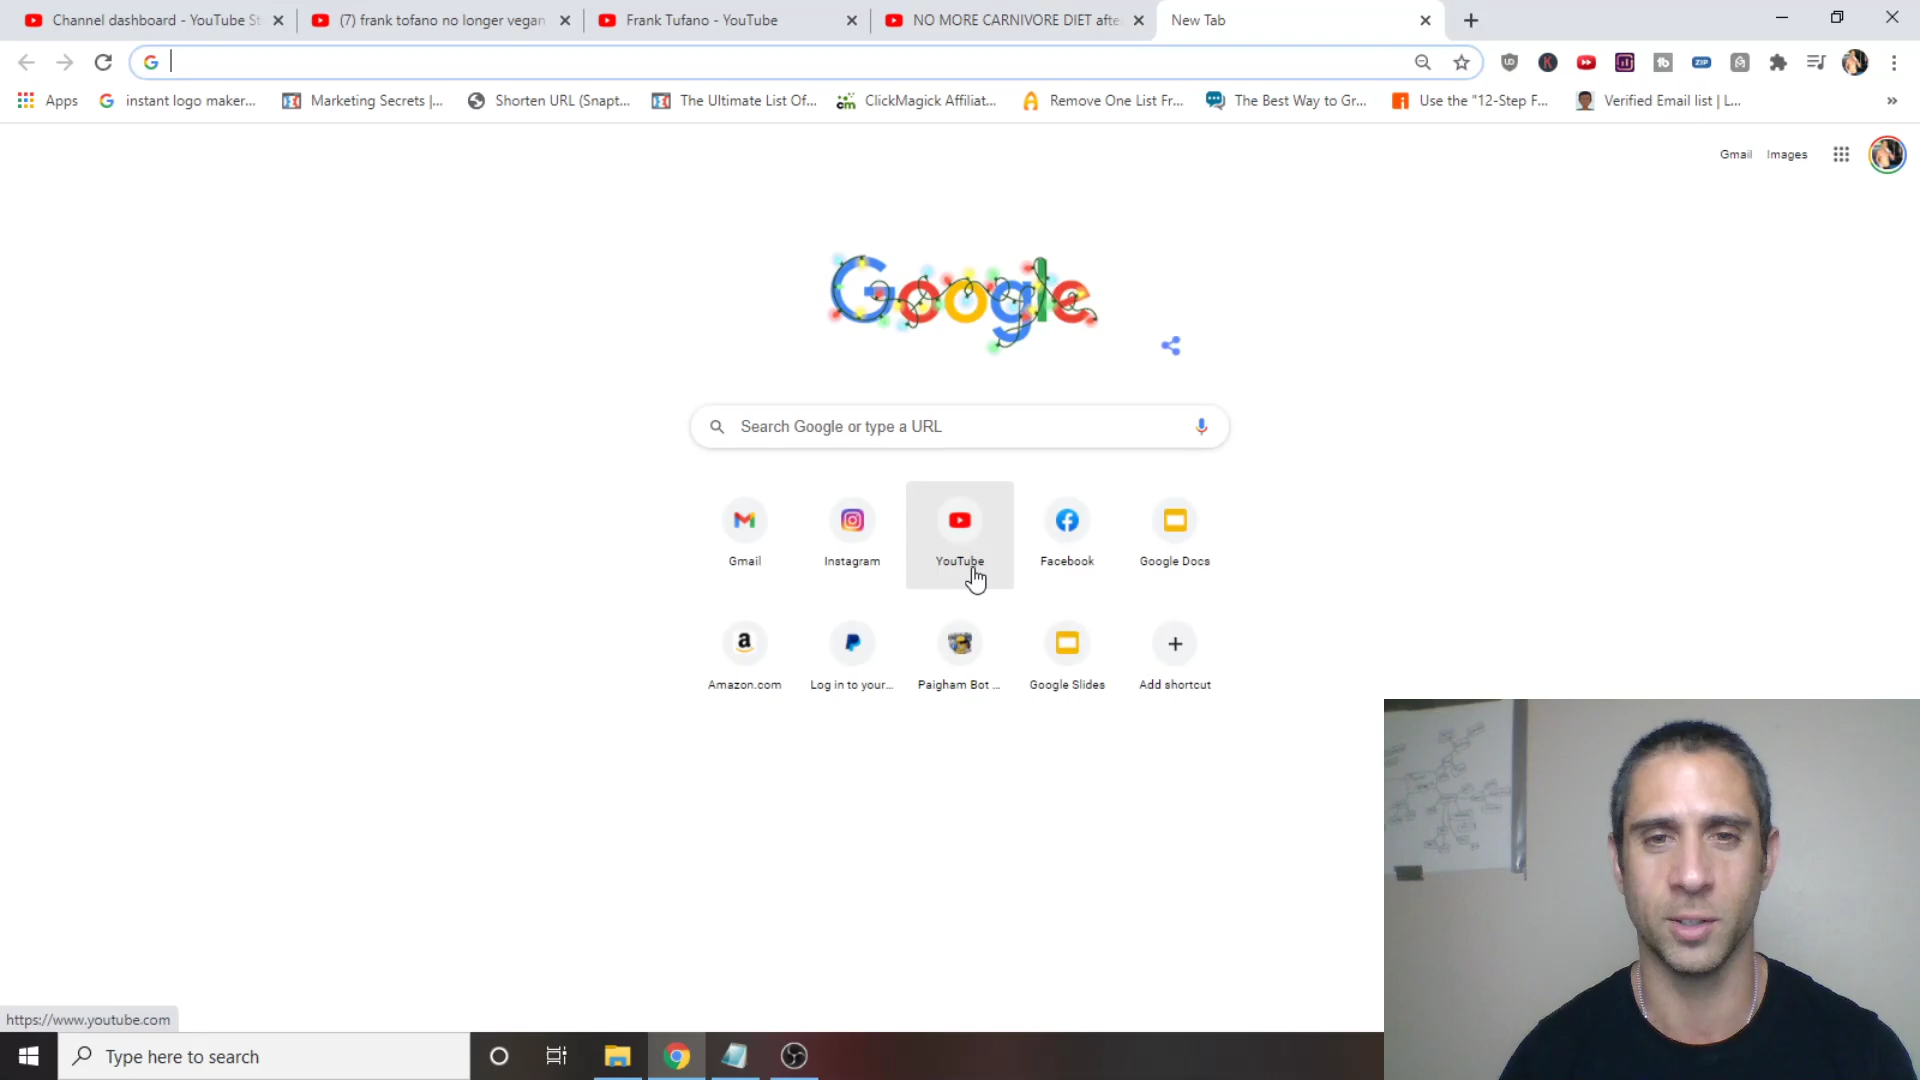 Channel dashboard - YouTube St
(7) frank tofano no longer vegan
Frank Tufano - YouTube
NO MORE CARNIVORE DIET afte
New Tab
Apps
instant logo maker...
Marketing Secrets |...
Shorten URL (Snapt...
The Ultimate List Of...
ClickMagick Affiliat...
Remove One List Fr...
The Best Way to Gr...
Use the "12-Step F...
Verified Email list | L...
Gmail
Images
Google
Search Google or type a URL
Gmail
Instagram
YouTube
Facebook
Google Docs
Amazon.com
Log in to your...
Paigham Bot ...
Google Slides
Add shortcut
https://www.youtube.com
Type here to search